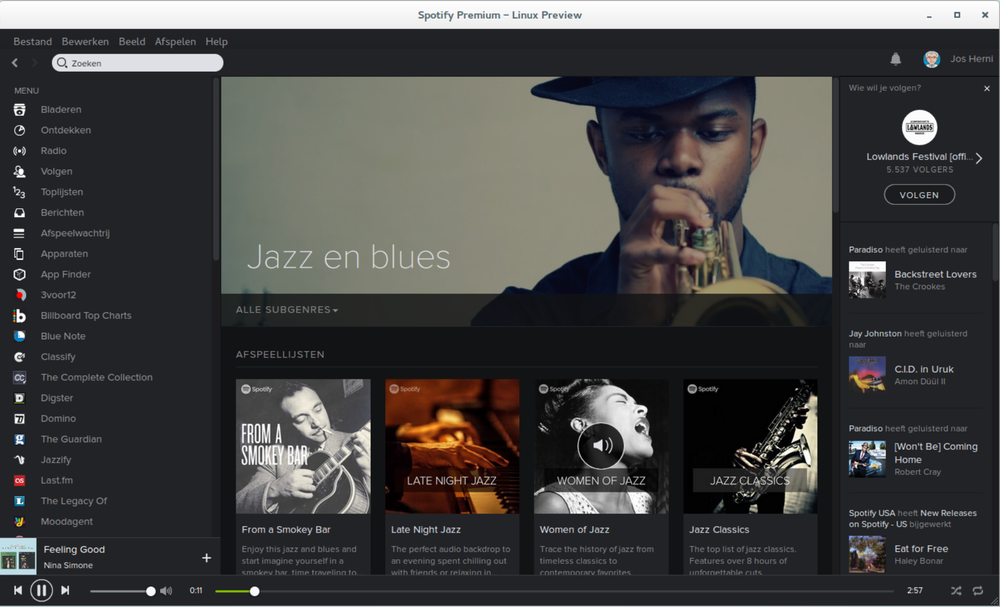 Spotify Premium – Linux Preview
Bestand Bewerken Beeld Afspelen Help
Zoeken
Jos Herni
MENU
Bladeren
Ontdekken
Radio
Volgen
Toplijsten
Berichten
Afspeelwachtrij
Apparaten
App Finder
3voor12
Billboard Top Charts
Blue Note
Classify
The Complete Collection
Digster
Domino
The Guardian
Jazzify
Last.fm
The Legacy Of
Moodagent
Feeling Good
Nina Simone
Jazz en blues
ALLE SUBGENRES
AFSPEELLIJSTEN
Spotify
FROM A
SMOKEY BAR
From a Smokey Bar
Enjoy this jazz and blues and
start imagine yourself in a
smokey bar, time traveling to...
Spotify
LATE NIGHT JAZZ
Late Night Jazz
The perfect audio backdrop to
an evening spent chilling out
with friends or relaxing in...
Spotify
WOMEN OF JAZZ
Women of Jazz
Trace the history of jazz from
timeless classics to
contemporary favorites.
Spotify
JAZZ CLASSICS
Jazz Classics
The top list of jazz classics.
Features over 8 hours of
unforgettable cuts.
Wie wil je volgen?
LOWLANDS
Lowlands Festival [offi...
5.537 VOLGERS
VOLGEN
Paradiso heeft geluisterd naar
Backstreet Lovers
The Crookes
Jay Johnston heeft geluisterd
naar
C.I.D. in Uruk
Amon Düül II
Paradiso heeft geluisterd naar
[Won't Be] Coming
Home
Robert Cray
Spotify USA heeft New Releases
on Spotify - US bijgewerkt
Eat for Free
Haley Bonar
0:11
2:57